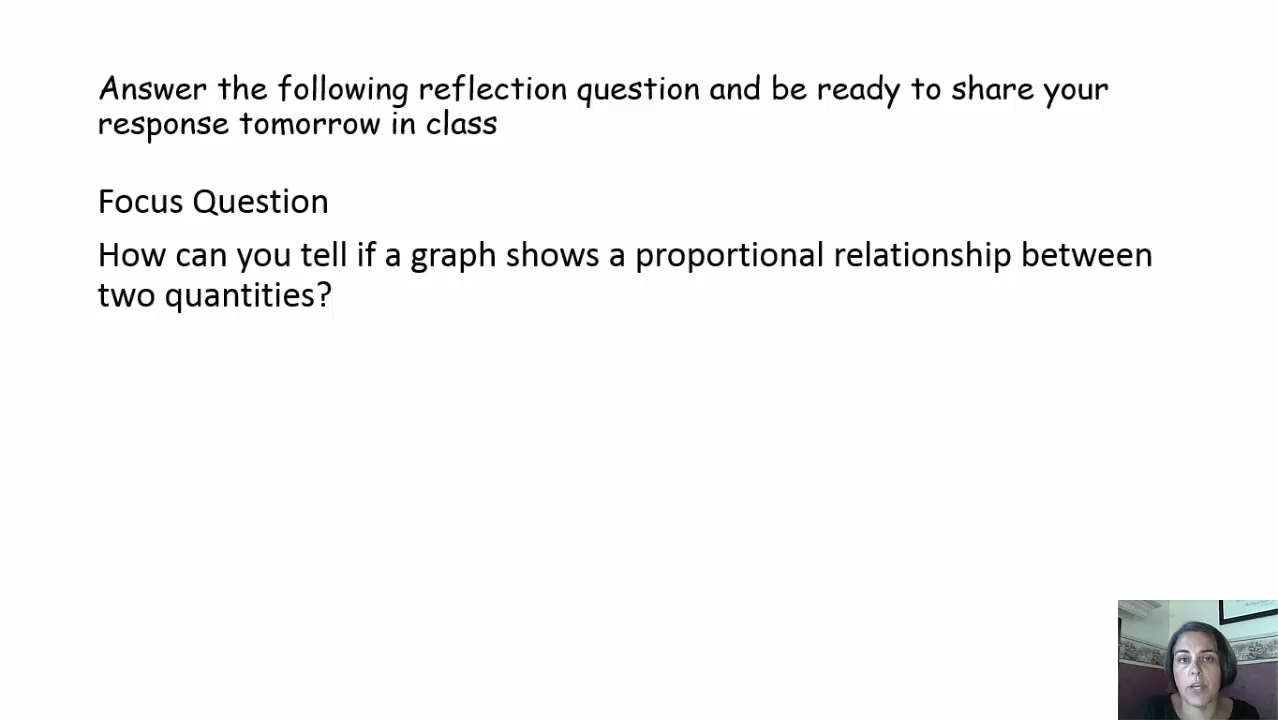 Answer the following reflection question and be ready to share your
response tomorrow in class
Focus Question
How can you tell if a graph shows a proportional relationship between
two quantities?